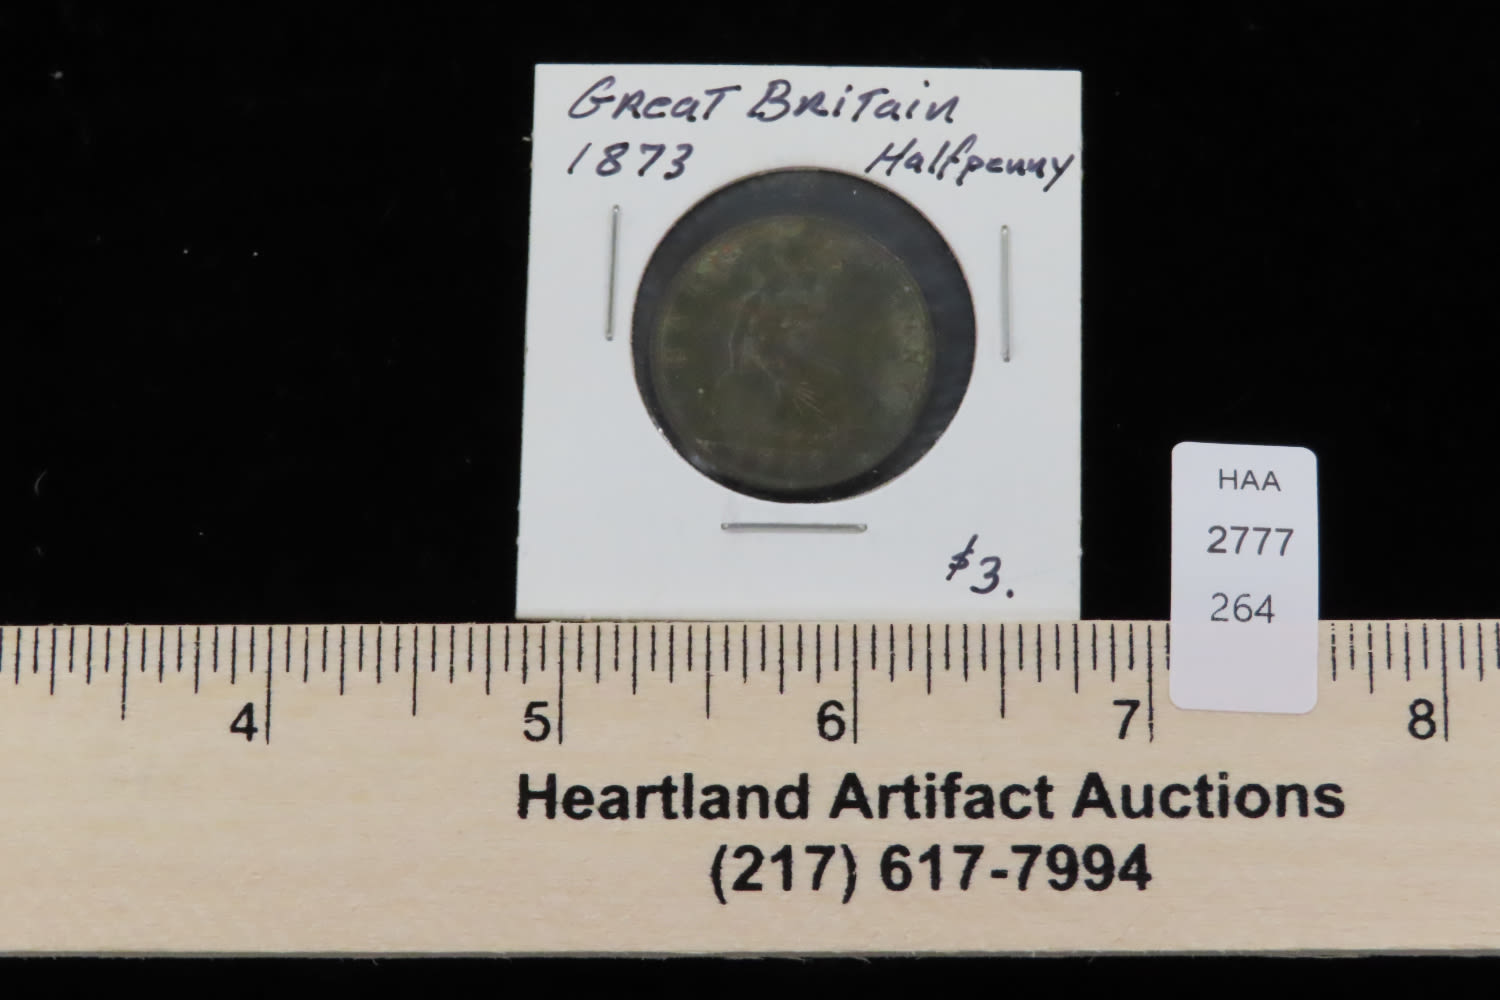 Great Britain
1873 Halfpenny
$3.
HAA
2777
264
4 5 6 7 8
Heartland Artifact Auctions
(217) 617-7994